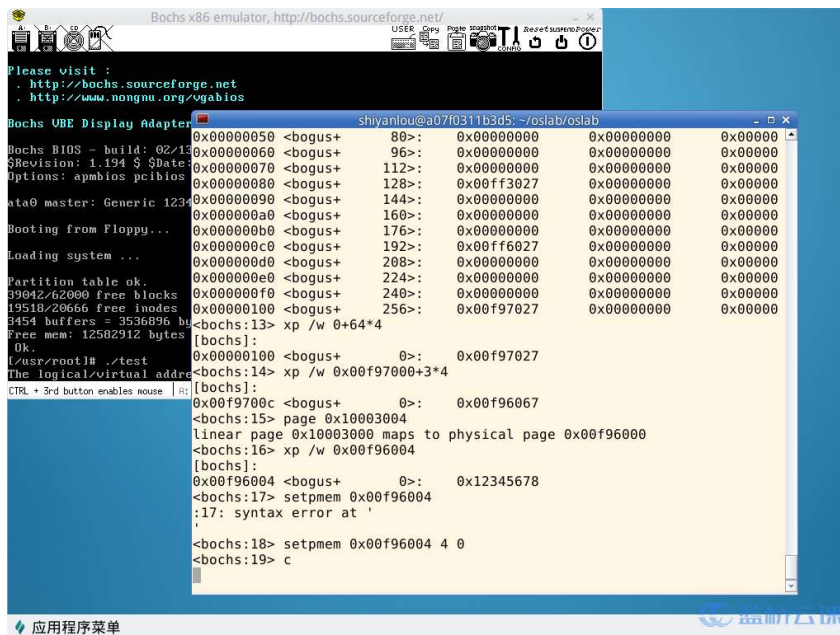 Bochs x86 emulator, http://bochs.sourceforge.net/
A: B: CD USER Copy Paste snapshot CONFIG Reset SUSPEND Power
Please visit :
. http://bochs.sourceforge.net
. http://www.nongnu.org/vgabios
Bochs VBE Display Adapter
Bochs BIOS - build: 02/13
$Revision: 1.194 $ $Date:
Options: apmbios pcibios
ata0 master: Generic 1234
Booting from Floppy...
Loading system ...
Partition table ok.
39042/62000 free blocks
19518/20666 free inodes
3454 buffers = 3536896 by
Free mem: 12582912 bytes
Ok.
[/usr/root]# ./test
The logical/virtual addre
CTRL + 3rd button enables mouse A:
shiyanlou@a07f0311b3d5: ~/oslab/oslab
0x00000050 <bogus+ 80>: 0x00000000 0x00000000 0x00000
0x00000060 <bogus+ 96>: 0x00000000 0x00000000 0x00000
0x00000070 <bogus+ 112>: 0x00000000 0x00000000 0x00000
0x00000080 <bogus+ 128>: 0x00ff3027 0x00000000 0x00000
0x00000090 <bogus+ 144>: 0x00000000 0x00000000 0x00000
0x000000a0 <bogus+ 160>: 0x00000000 0x00000000 0x00000
0x000000b0 <bogus+ 176>: 0x00000000 0x00000000 0x00000
0x000000c0 <bogus+ 192>: 0x00ff6027 0x00000000 0x00000
0x000000d0 <bogus+ 208>: 0x00000000 0x00000000 0x00000
0x000000e0 <bogus+ 224>: 0x00000000 0x00000000 0x00000
0x000000f0 <bogus+ 240>: 0x00000000 0x00000000 0x00000
0x00000100 <bogus+ 256>: 0x00f97027 0x00000000 0x00000
<bochs:13> xp /w 0+64*4
[bochs]:
0x00000100 <bogus+ 0>: 0x00f97027
<bochs:14> xp /w 0x00f97000+3*4
[bochs]:
0x00f9700c <bogus+ 0>: 0x00f96067
<bochs:15> page 0x10003004
linear page 0x10003000 maps to physical page 0x00f96000
<bochs:16> xp /w 0x00f96004
[bochs]:
0x00f96004 <bogus+ 0>: 0x12345678
<bochs:17> setpmem 0x00f96004
:17: syntax error at '
'
<bochs:18> setpmem 0x00f96004 4 0
<bochs:19> c
应用程序菜单
蓝桥云课